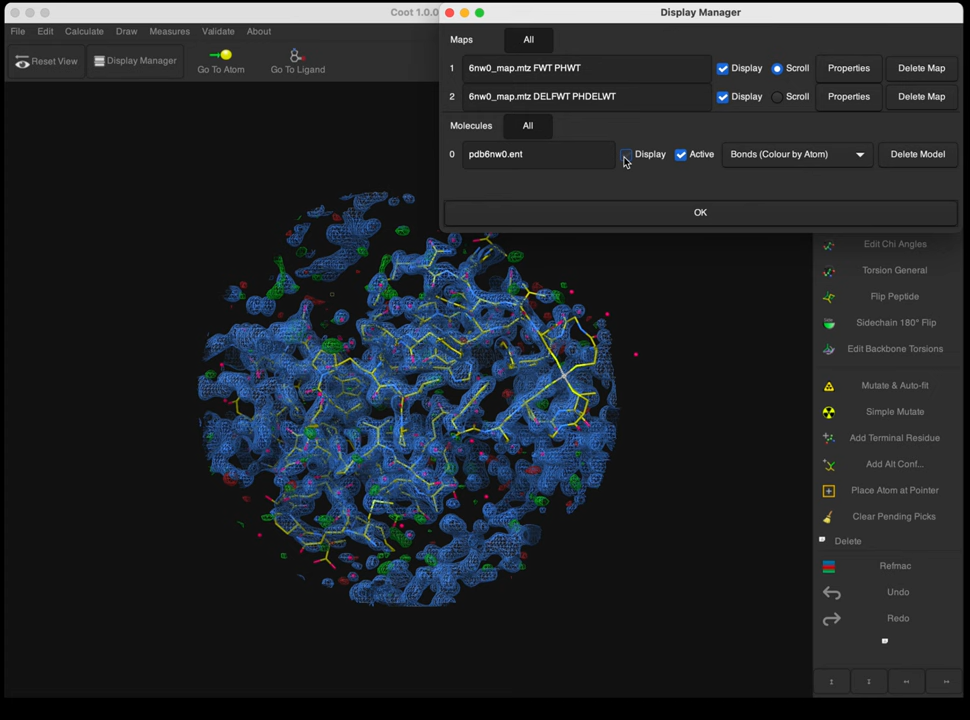 Coot 1.0.0
Display Manager
File Edit Calculate Draw Measures Validate About
Reset View
Display Manager
Go To Atom
Go To Ligand
Maps All
1 6nw0_map.mtz FWT PHWT Display Scroll Properties Delete Map
2 6nw0_map.mtz DELFWT PHDELWT Display Scroll Properties Delete Map
Molecules All
0 pdb6nw0.ent Display Active Bonds (Colour by Atom) Delete Model
OK
Edit Chi Angles
Torsion General
Flip Peptide
Sidechain 180° Flip
Edit Backbone Torsions
Mutate & Auto-fit
Simple Mutate
Add Terminal Residue
Add Alt Conf...
Place Atom at Pointer
Clear Pending Picks
Delete
Refmac
Undo
Redo